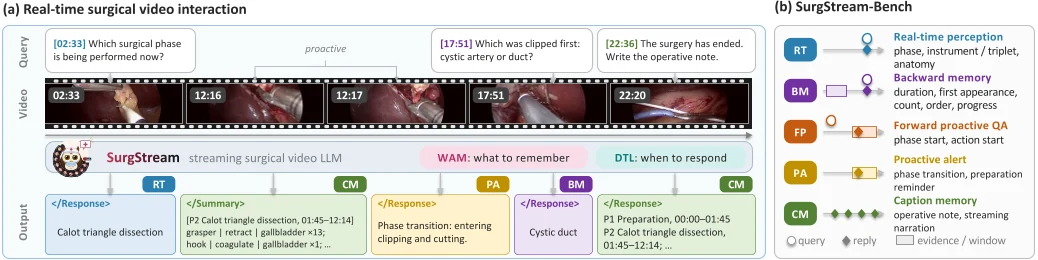 (a) Real-time surgical video interaction
Query
[02:33] Which surgical phase
is being performed now?
proactive
[17:51] Which was clipped first:
cystic artery or duct?
[22:36] The surgery has ended.
Write the operative note.
Video
02:33
12:16
12:17
17:51
22:20
SurgStream streaming surgical video LLM
WAM: what to remember
DTL: when to respond
Output
RT
</Response>
Calot triangle dissection
CM
</Summary>
[P2 Calot triangle dissection, 01:45–12:14]
grasper | retract | gallbladder ×13;
hook | coagulate | gallbladder ×1; ...
PA
</Response>
Phase transition: entering
clipping and cutting.
BM
</Response>
Cystic duct
CM
</Response>
P1 Preparation, 00:00–01:45
P2 Calot triangle dissection,
01:45–12:14; ...
(b) SurgStream-Bench
RT
Real-time perception
phase, instrument / triplet,
anatomy
BM
Backward memory
duration, first appearance,
count, order, progress
FP
Forward proactive QA
phase start, action start
PA
Proactive alert
phase transition, preparation
reminder
CM
Caption memory
operative note, streaming
narration
query
reply
evidence / window